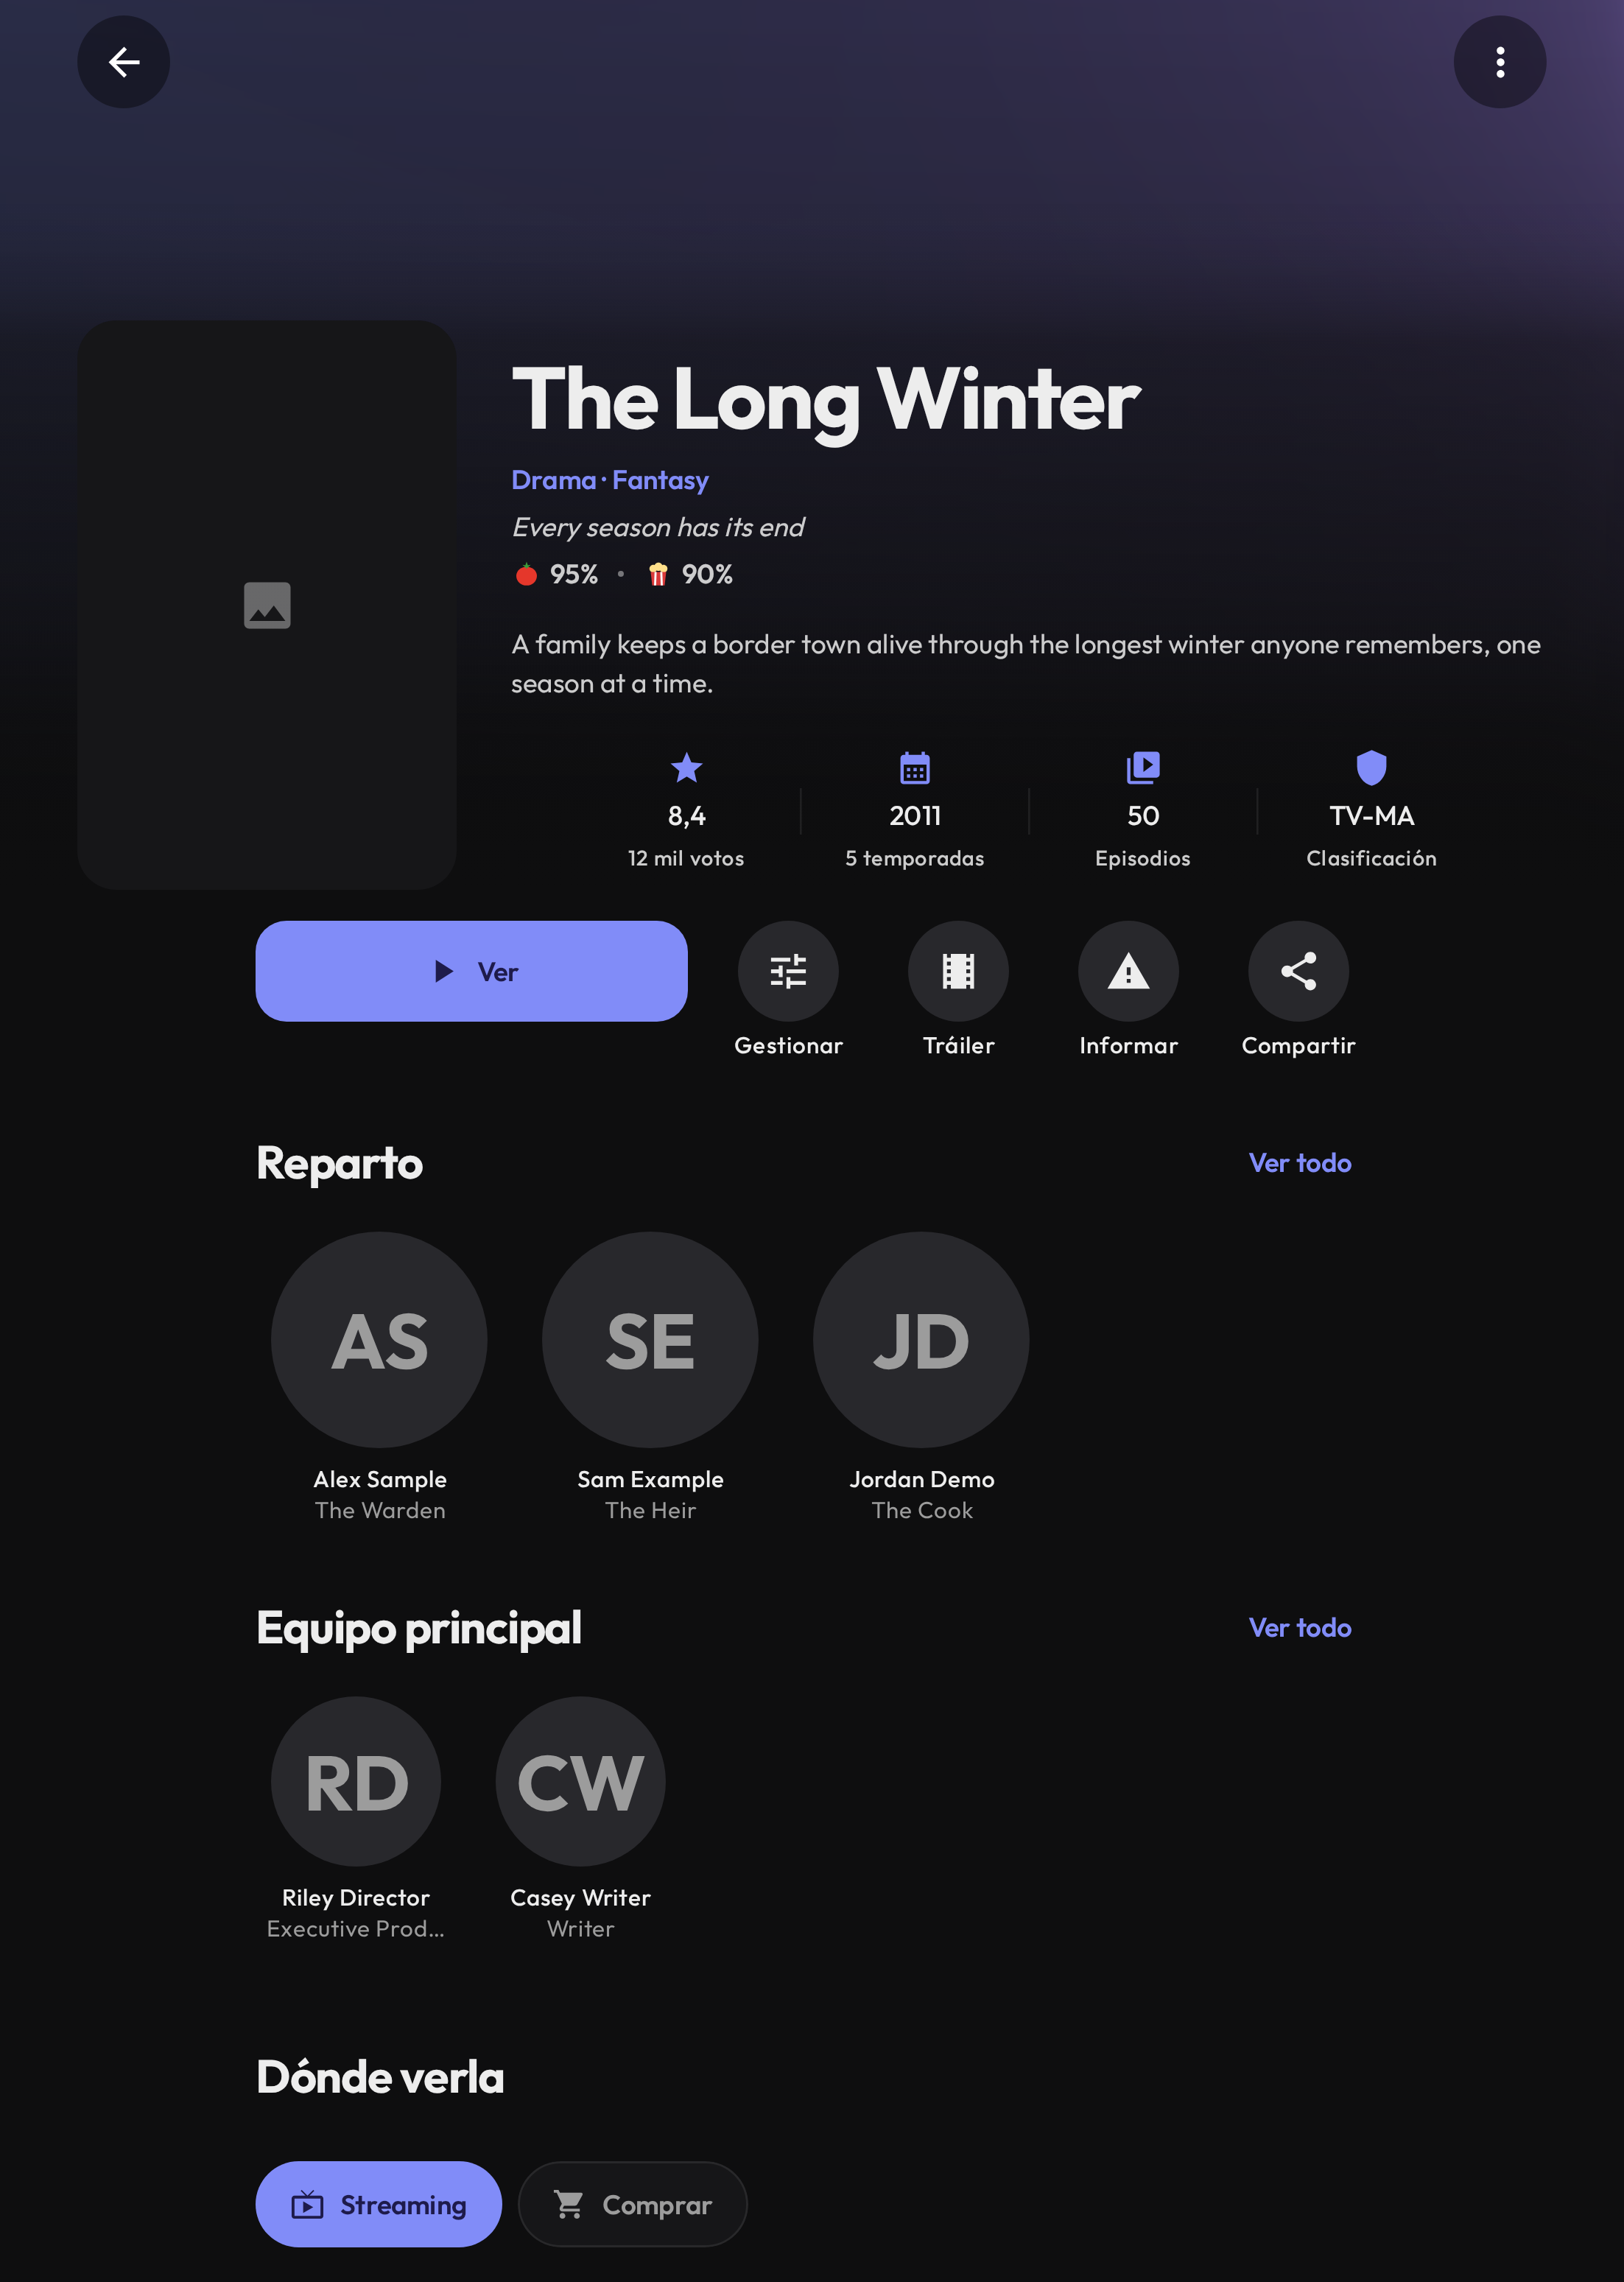 The Long Winter
Drama · Fantasy
Every season has its end
95% · 90%
A family keeps a border town alive through the longest winter anyone remembers, one
season at a time.
8,4
12 mil votos
2011
5 temporadas
50
Episodios
TV-MA
Clasificación
Ver
Gestionar
Tráiler
Informar
Compartir
Reparto
Ver todo
AS
SE
JD
Alex Sample
The Warden
Sam Example
The Heir
Jordan Demo
The Cook
Equipo principal
Ver todo
RD
CW
Riley Director
Executive Prod...
Casey Writer
Writer
Dónde verla
Streaming
Comprar